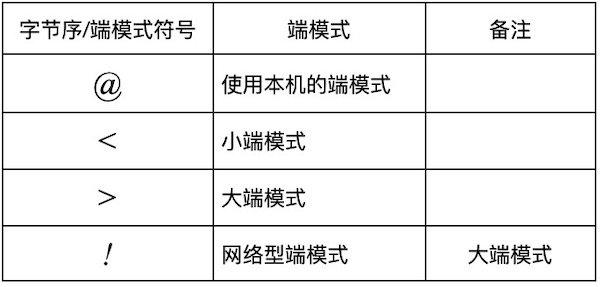 字节序/端模式符号 端模式 备注
@ 使用本机的端模式
< 小端模式
> 大端模式
! 网络型端模式 大端模式